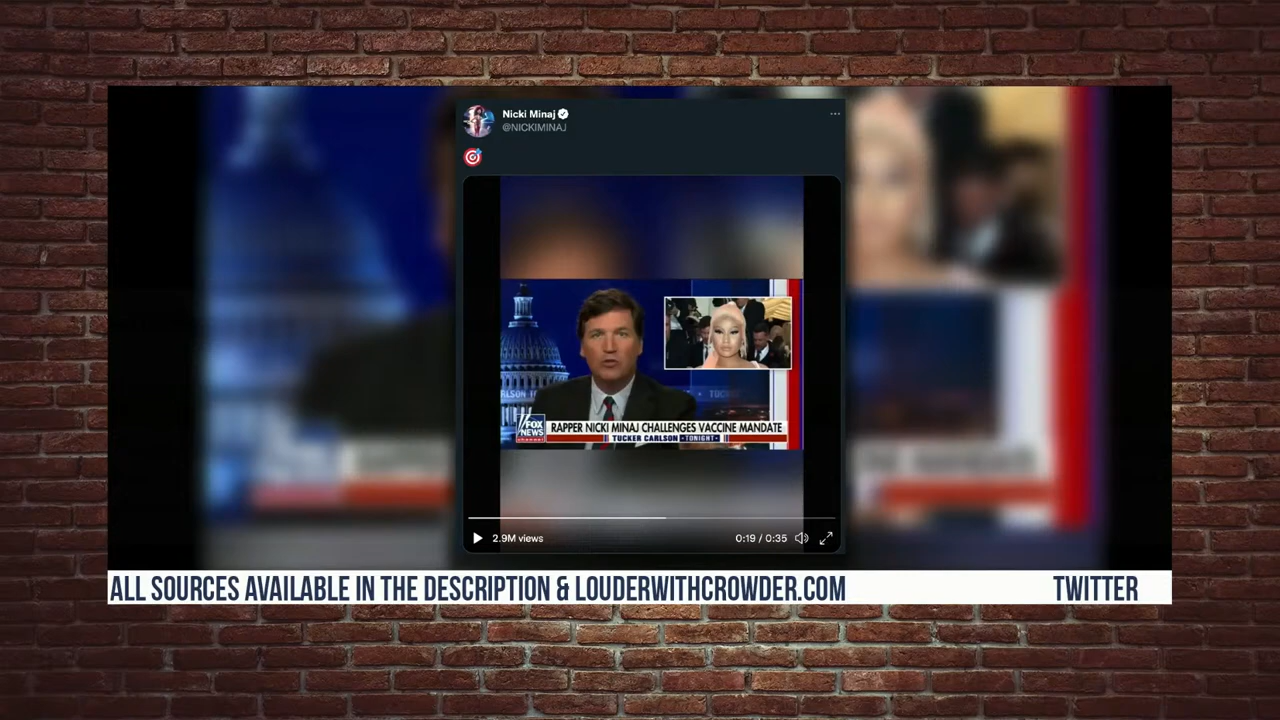 Nicki Minaj
@NICKIMINAJ
RAPPER NICKI MINAJ CHALLENGES VACCINE MANDATE
FOX
NEWS
channel
TUCKER CARLSON TONIGHT
2.9M views
0:19 / 0:35
ALL SOURCES AVAILABLE IN THE DESCRIPTION & LOUDERWITHCROWDER.COM
TWITTER